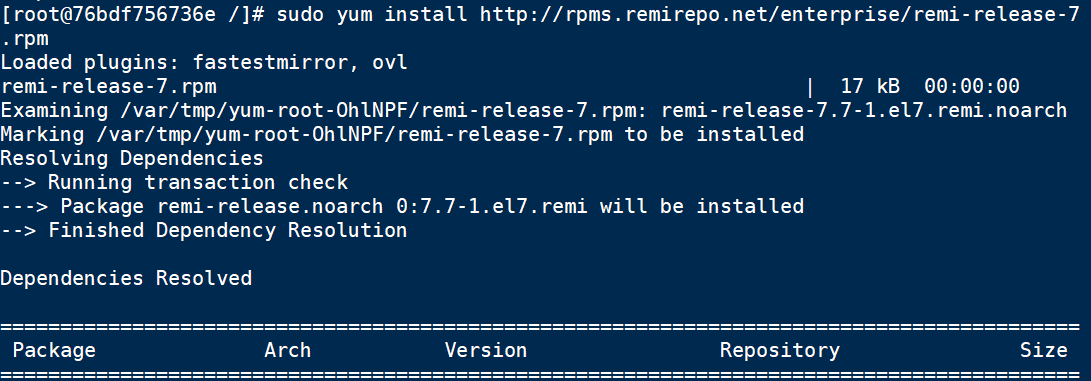 [root@76bdf756736e /]# sudo yum install http://rpms.remirepo.net/enterprise/remi-release-7
.rpm
Loaded plugins: fastestmirror, ovl
remi-release-7.rpm                                                 |  17 kB  00:00:00
Examining /var/tmp/yum-root-OhlNPF/remi-release-7.rpm: remi-release-7.7-1.el7.remi.noarch
Marking /var/tmp/yum-root-OhlNPF/remi-release-7.rpm to be installed
Resolving Dependencies
--> Running transaction check
---> Package remi-release.noarch 0:7.7-1.el7.remi will be installed
--> Finished Dependency Resolution

Dependencies Resolved

==========================================================================================
 Package              Arch           Version                Repository               Size
==========================================================================================